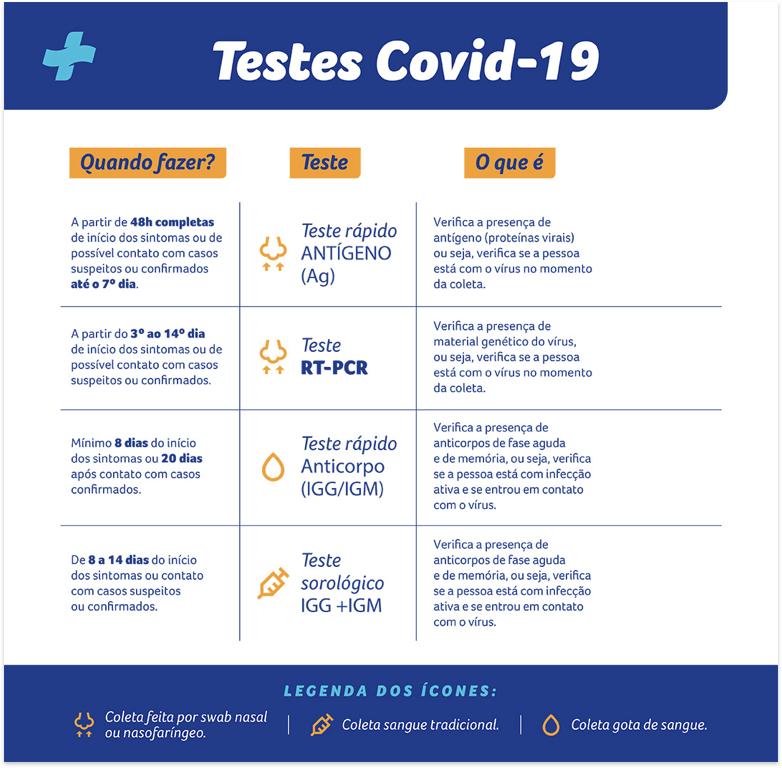 Testes Covid-19
Quando fazer?
Teste
O que é
A partir de 48h completas
de início dos sintomas ou de
possível contato com casos
suspeitos ou confirmados
até o 7º dia.
Teste rápido
ANTÍGENO
(Ag)
Verifica a presença de
antígeno (proteínas virais)
ou seja, verifica se a pessoa
está com o vírus no momento
da coleta.
A partir do 3º ao 14º dia
de início dos sintomas ou de
possível contato com casos
suspeitos ou confirmados.
Teste
RT-PCR
Verifica a presença de
material genético do vírus,
ou seja, verifica se a pessoa
está com o vírus no momento
da coleta.
Mínimo 8 dias do início
dos sintomas ou 20 dias
após contato com casos
confirmados.
Teste rápido
Anticorpo
(IGG/IGM)
Verifica a presença de
anticorpos de fase aguda
e de memória, ou seja, verifica
se a pessoa está com infecção
ativa e se entrou em contato
com o vírus.
De 8 a 14 dias do início
dos sintomas ou contato
com casos suspeitos
ou confirmados.
Teste
sorológico
IGG +IGM
Verifica a presença de
anticorpos de fase aguda
e de memória, ou seja, verifica
se a pessoa está com infecção
ativa e se entrou em contato
com o vírus.
LEGENDA DOS ÍCONES:
Coleta feita por swab nasal
ou nasofaríngeo.
Coleta sangue tradicional.
Coleta gota de sangue.